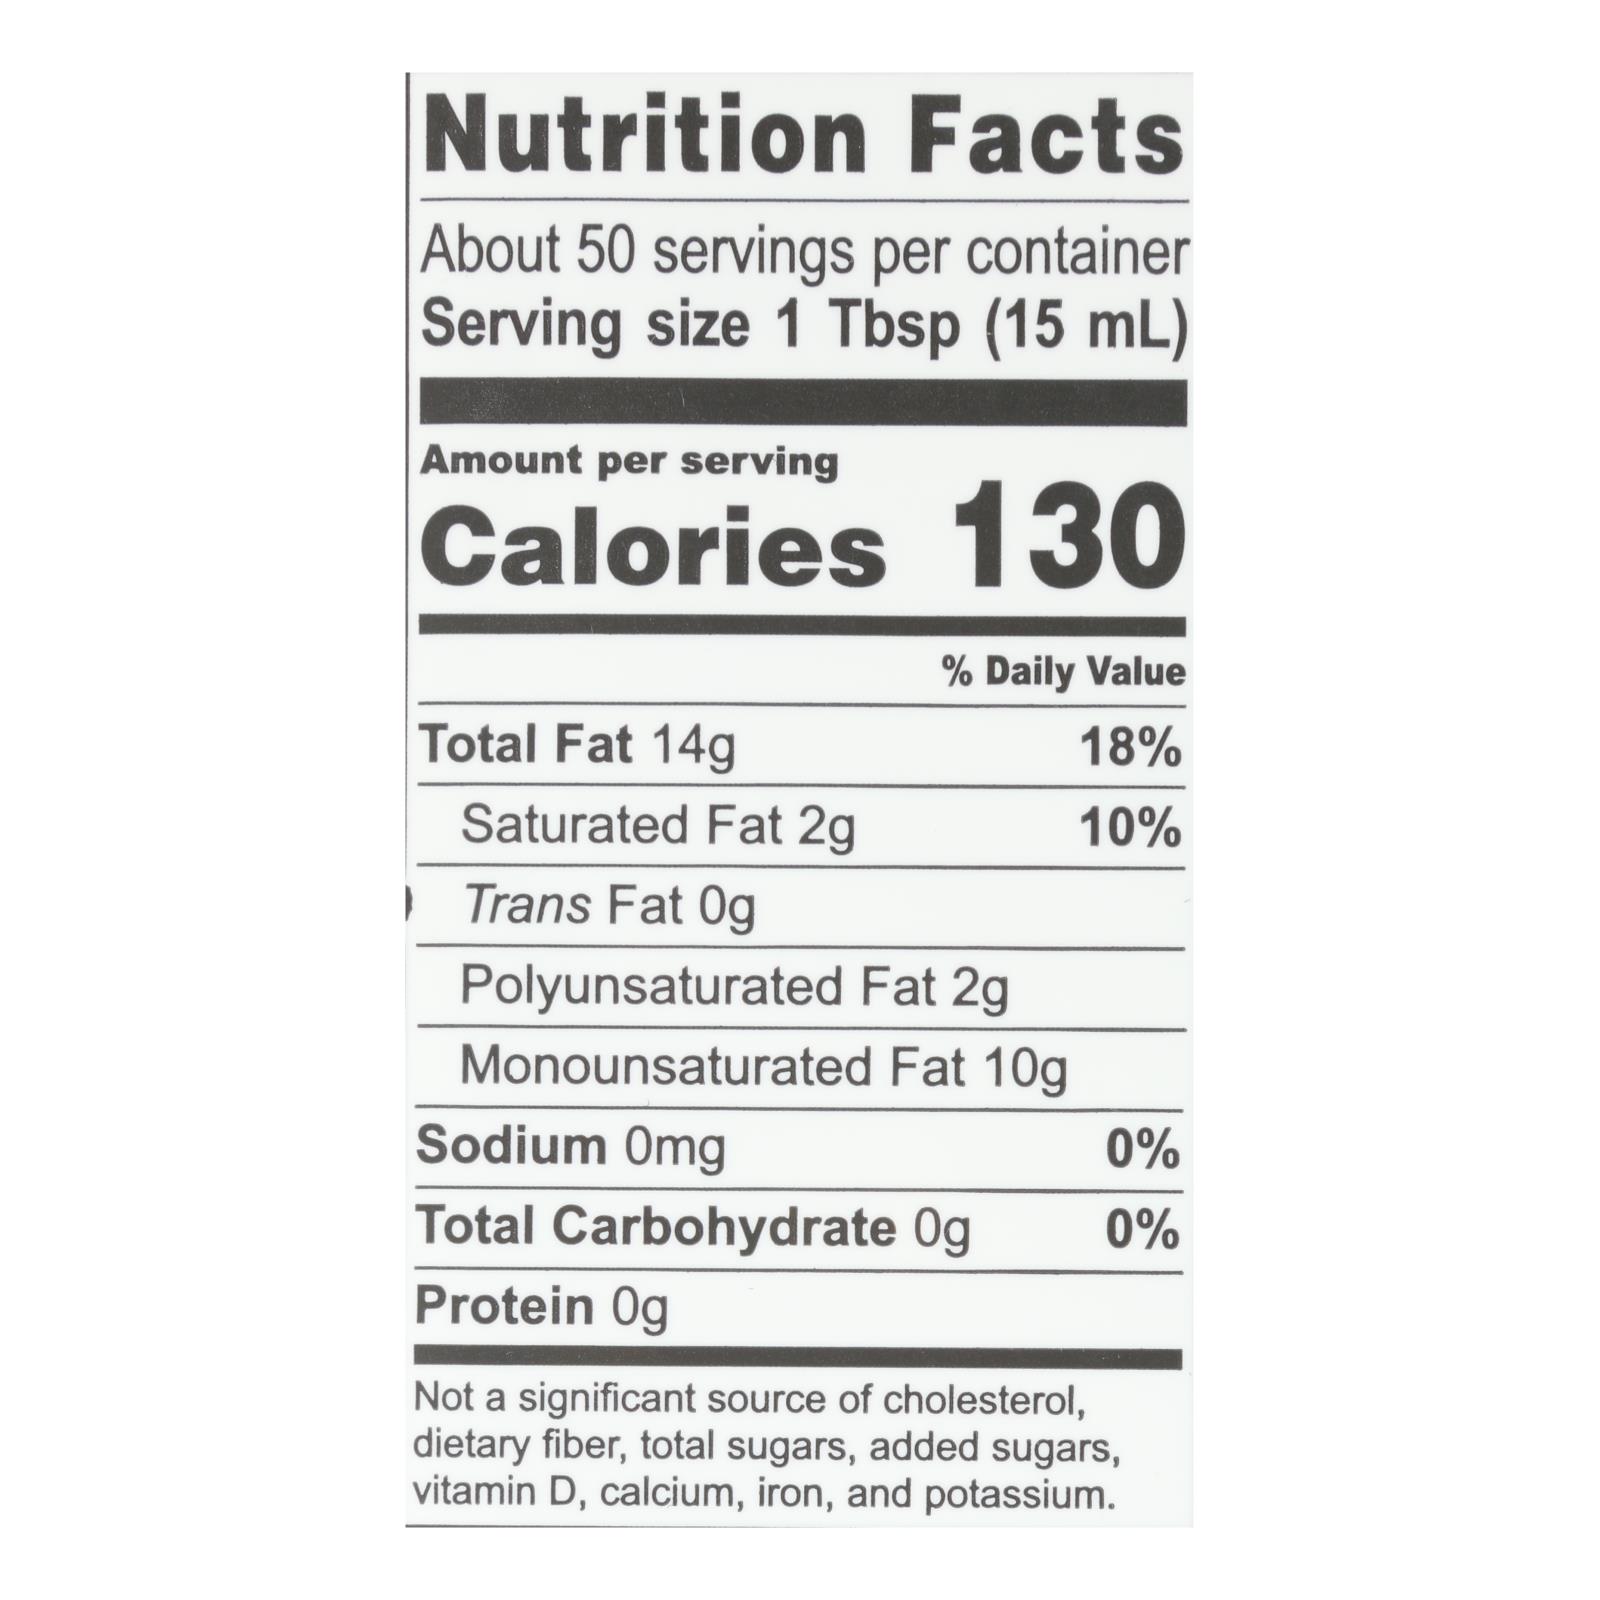 Nutrition Facts
About 50 servings per container
Serving size 1 Tbsp (15 mL)
Amount per serving
Calories 130
% Daily Value
Total Fat 14g 18%
Saturated Fat 2g 10%
Trans Fat 0g
Polyunsaturated Fat 2g
Monounsaturated Fat 10g
Sodium 0mg 0%
Total Carbohydrate 0g 0%
Protein 0g
Not a significant source of cholesterol,
dietary fiber, total sugars, added sugars,
vitamin D, calcium, iron, and potassium.